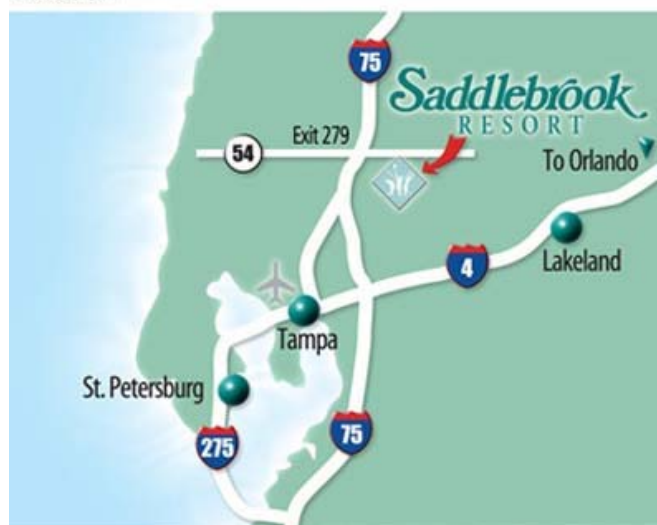 75
Saddlebrook
RESORT
Exit 279
54
To Orlando
4
Lakeland
Tampa
St. Petersburg
275
75